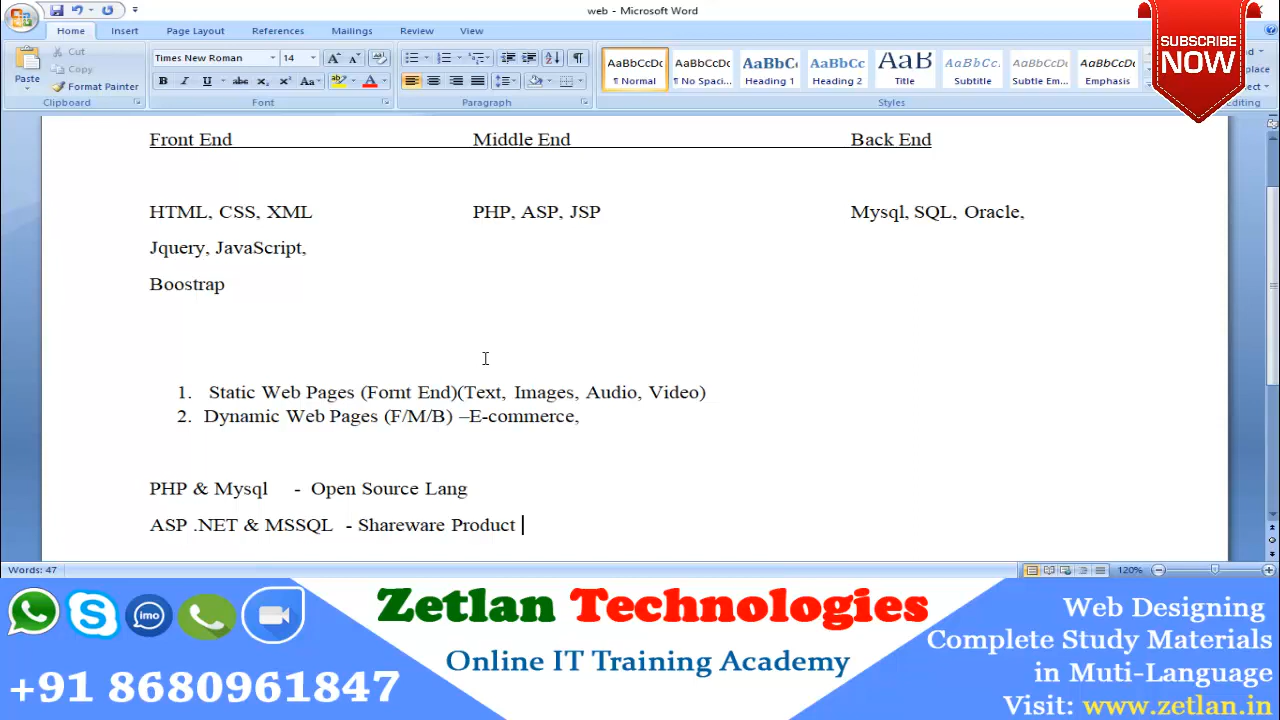 web - Microsoft Word
Home Insert Page Layout References Mailings Review View
Paste
Cut
Copy
Format Painter
Clipboard
Times New Roman 14
B I U abc X₂ X² Aa
Font
Paragraph
AaBbCcDc AaBbCcDc AaBbC AaBbCc AaB AaBbCc. AaBbCcDc AaBbCcDc
¶ Normal ¶ No Spaci... Heading 1 Heading 2 Title Subtitle Subtle Em... Emphasis
Styles
SUBSCRIBE
NOW
Front End Middle End Back End
HTML, CSS, XML PHP, ASP, JSP Mysql, SQL, Oracle,
Jquery, JavaScript,
Boostrap
1. Static Web Pages (Fornt End)(Text, Images, Audio, Video)
2. Dynamic Web Pages (F/M/B) –E-commerce,
PHP & Mysql - Open Source Lang
ASP .NET & MSSQL - Shareware Product
Words: 47 120%
imo
+91 8680961847
Zetlan Technologies
Online IT Training Academy
Web Designing
Complete Study Materials
in Muti-Language
Visit: www.zetlan.in